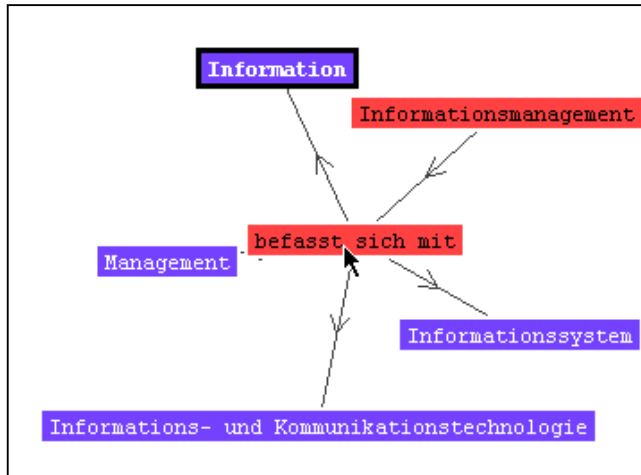 Information
Informationsmanagement
befasst sich mit
Management
Informationssystem
Informations- und Kommunikationstechnologie